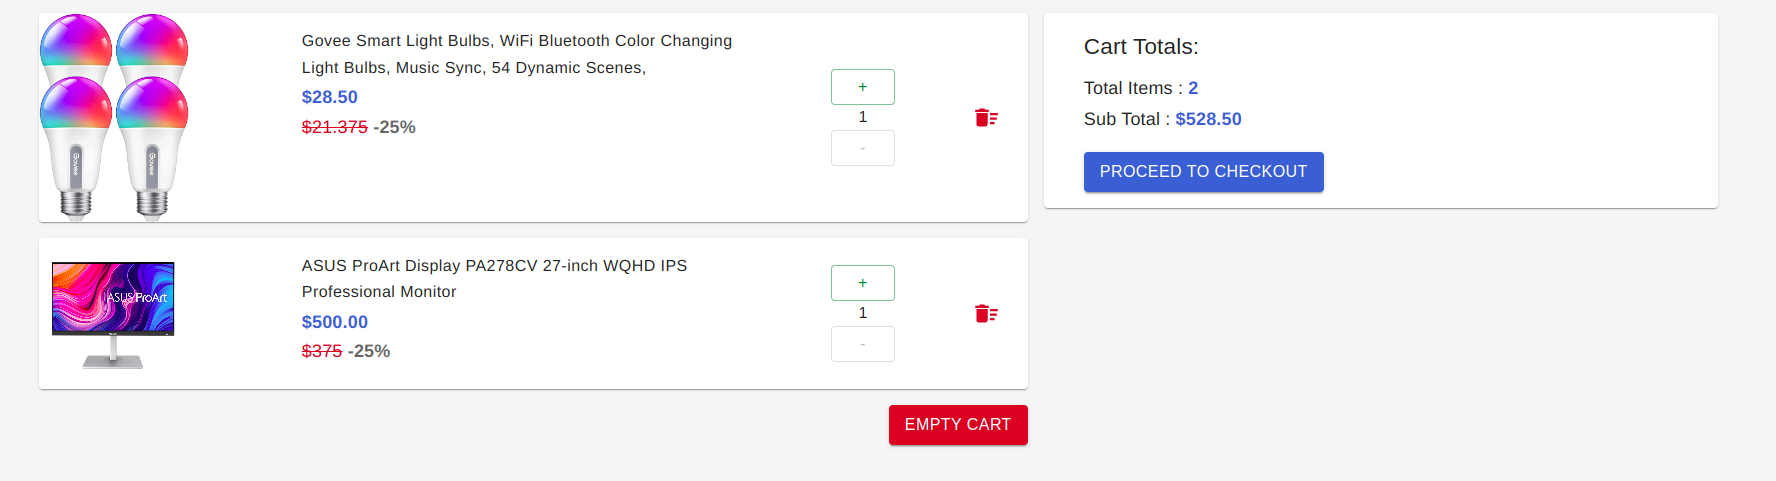 Govee Smart Light Bulbs, WiFi Bluetooth Color Changing
Light Bulbs, Music Sync, 54 Dynamic Scenes,
$28.50
$21.375 -25%
+
1
-
Govee
Govee
ASUS ProArt Display PA278CV 27-inch WQHD IPS
Professional Monitor
$500.00
$375 -25%
+
1
-
ASUS ProArt
EMPTY CART
Cart Totals:
Total Items : 2
Sub Total : $528.50
PROCEED TO CHECKOUT